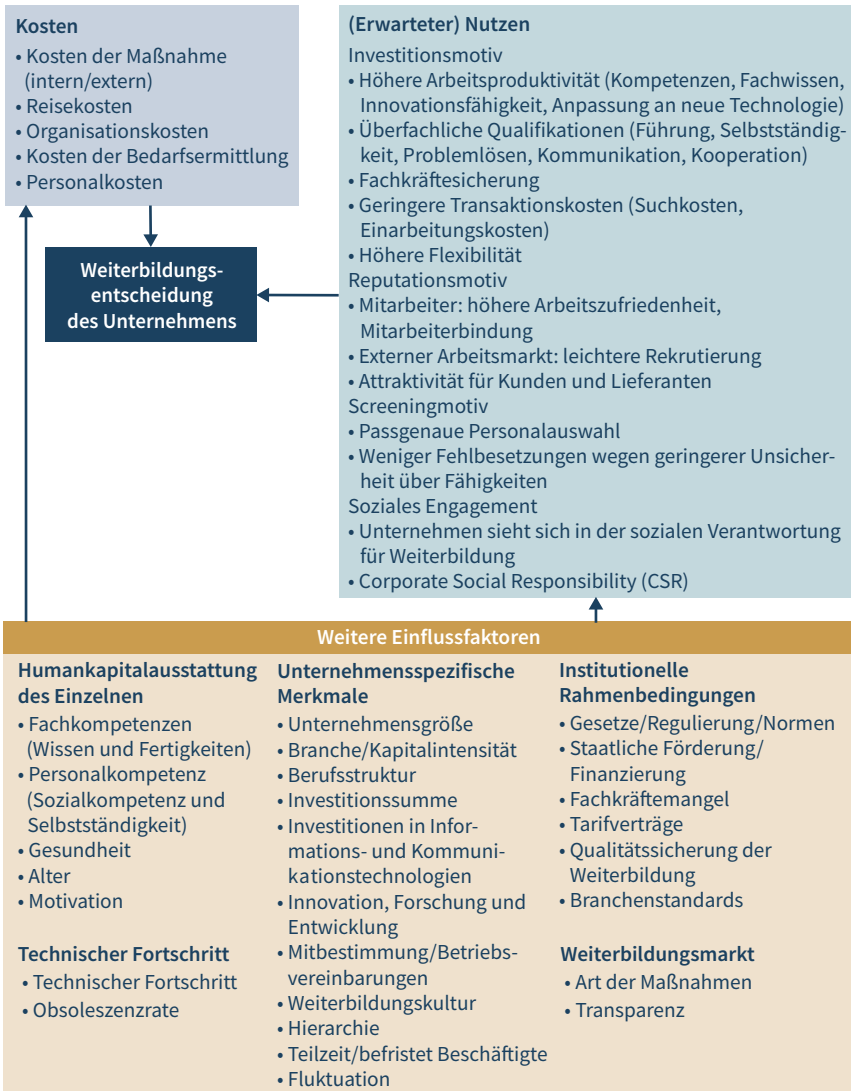 Kosten
• Kosten der Maßnahme
(intern/extern)
• Reisekosten
• Organisationskosten
• Kosten der Bedarfsermittlung
• Personalkosten
Weiterbildungs-
entscheidung
des Unternehmens
(Erwarteter) Nutzen
Investitionsmotiv
• Höhere Arbeitsproduktivität (Kompetenzen, Fachwissen,
Innovationsfähigkeit, Anpassung an neue Technologie)
• Überfachliche Qualifikationen (Führung, Selbstständig-
keit, Problemlösen, Kommunikation, Kooperation)
• Fachkräftesicherung
• Geringere Transaktionskosten (Suchkosten,
Einarbeitungskosten)
• Höhere Flexibilität
Reputationsmotiv
• Mitarbeiter: höhere Arbeitszufriedenheit,
Mitarbeiterbindung
• Externer Arbeitsmarkt: leichtere Rekrutierung
• Attraktivität für Kunden und Lieferanten
Screeningmotiv
• Passgenaue Personalauswahl
• Weniger Fehlbesetzungen wegen geringerer Unsicher-
heit über Fähigkeiten
Soziales Engagement
• Unternehmen sieht sich in der sozialen Verantwortung
für Weiterbildung
• Corporate Social Responsibility (CSR)
Weitere Einflussfaktoren
Humankapitalausstattung
des Einzelnen
• Fachkompetenzen
(Wissen und Fertigkeiten)
• Personalkompetenz
(Sozialkompetenz und
Selbstständigkeit)
• Gesundheit
• Alter
• Motivation
Technischer Fortschritt
• Technischer Fortschritt
• Obsoleszenzrate
Unternehmensspezifische
Merkmale
• Unternehmensgröße
• Branche/Kapitalintensität
• Berufsstruktur
• Investitionssumme
• Investitionen in Infor-
mations- und Kommuni-
kationstechnologien
• Innovation, Forschung und
Entwicklung
• Mitbestimmung/Betriebs-
vereinbarungen
• Weiterbildungskultur
• Hierarchie
• Teilzeit/befristet Beschäftigte
• Fluktuation
Institutionelle
Rahmenbedingungen
• Gesetze/Regulierung/Normen
• Staatliche Förderung/
Finanzierung
• Fachkräftemangel
• Tarifverträge
• Qualitätssicherung der
Weiterbildung
• Branchenstandards
Weiterbildungsmarkt
• Art der Maßnahmen
• Transparenz